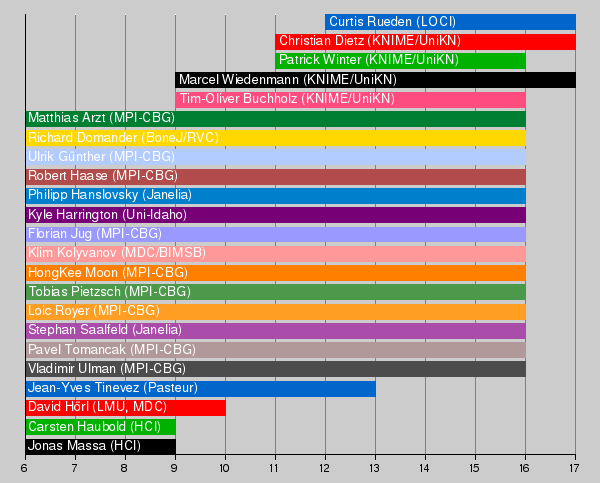 Curtis Rueden (LOCI)
Christian Dietz (KNIME/UniKN)
Patrick Winter (KNIME/UniKN)
Marcel Wiedenmann (KNIME/UniKN)
Tim-Oliver Buchholz (KNIME/UniKN)
Matthias Arzt (MPI-CBG)
Richard Domander (BoneJ/RVC)
Ulrik Günther (MPI-CBG)
Robert Haase (MPI-CBG)
Philipp Hanslovsky (Janelia)
Kyle Harrington (Uni-Idaho)
Florian Jug (MPI-CBG)
Klim Kolyvanov (MDC/BIMSB)
HongKee Moon (MPI-CBG)
Tobias Pietzsch (MPI-CBG)
Loic Royer (MPI-CBG)
Stephan Saalfeld (Janelia)
Pavel Tomancak (MPI-CBG)
Vladimir Ulman (MPI-CBG)
Jean-Yves Tinevez (Pasteur)
David Hörl (LMU, MDC)
Carsten Haubold (HCI)
Jonas Massa (HCI)
6 7 8 9 10 11 12 13 14 15 16 17